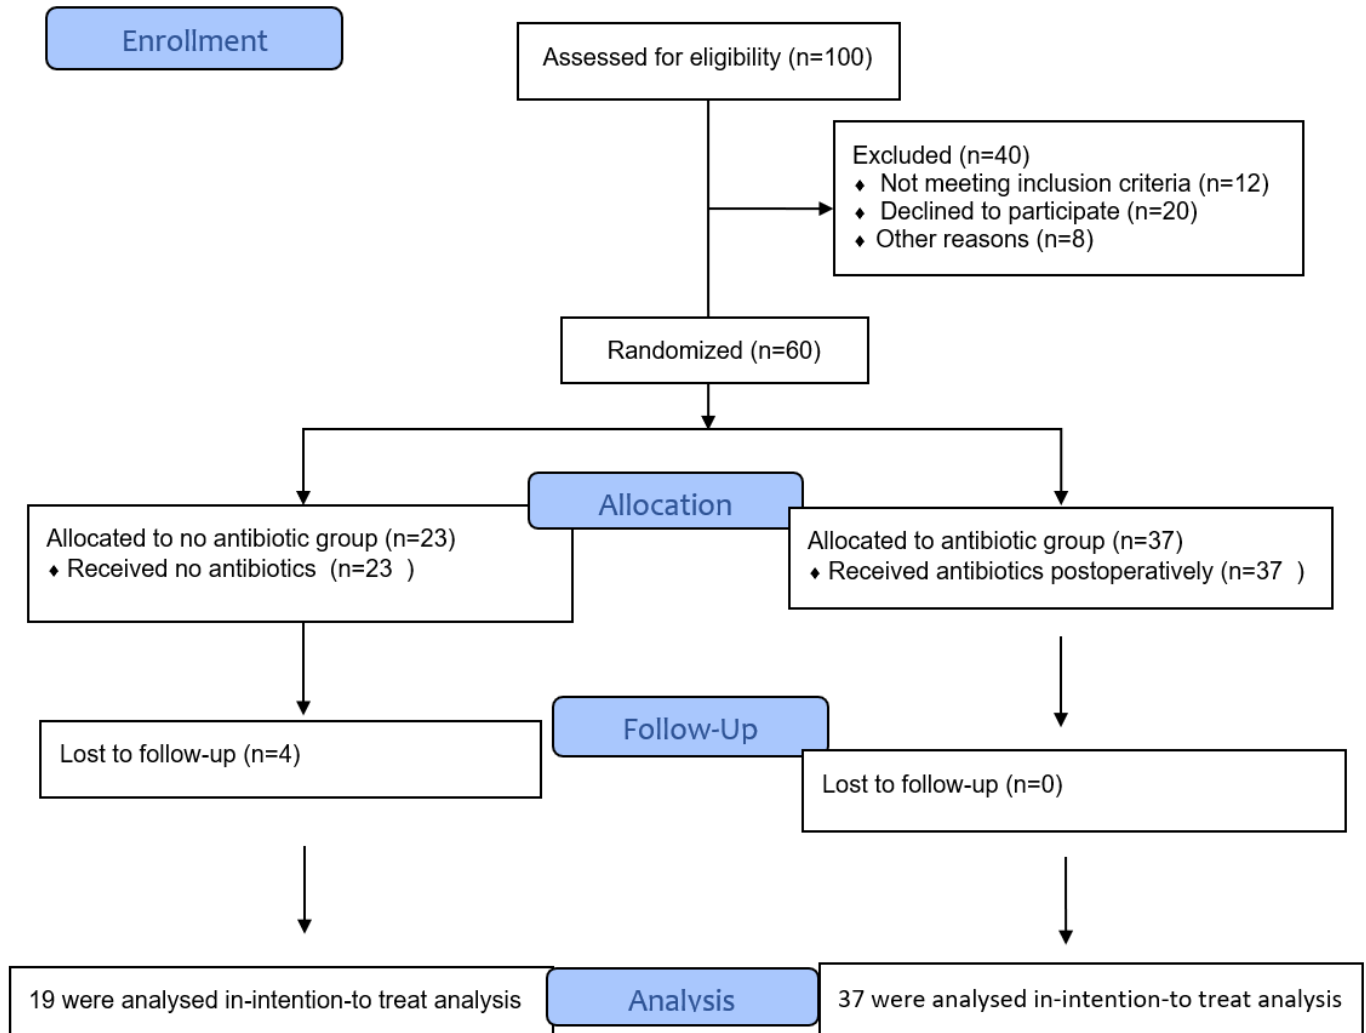 Enrollment
Assessed for eligibility (n=100)
Excluded (n=40)
♦ Not meeting inclusion criteria (n=12)
♦ Declined to participate (n=20)
♦ Other reasons (n=8)
Randomized (n=60)
Allocation
Allocated to no antibiotic group (n=23)
♦ Received no antibiotics (n=23 )
Allocated to antibiotic group (n=37)
♦ Received antibiotics postoperatively (n=37 )
Follow-Up
Lost to follow-up (n=4)
Lost to follow-up (n=0)
Analysis
19 were analysed in-intention-to treat analysis
37 were analysed in-intention-to treat analysis